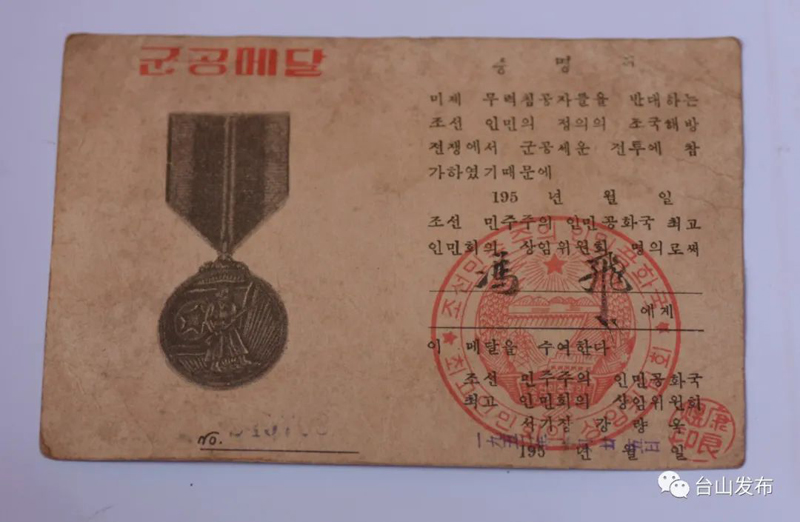 군공메달
증 명 서
미제 무력침공자들을 반대하는
조선 인민의 정의의 조국해방
전쟁에서 군공세운 전투에 참
가하였기때문에
195 년 월 일
조선 민주주의 인민공화국 최고
인민회의 상임위원회 명의로써
冯 飛
에게
이 메달을 수여한다
조선 민주주의 인민공화국
최고 인민회의 상임위원회
서기장 강 량 욱
195 년 월 일
No.
台山发布